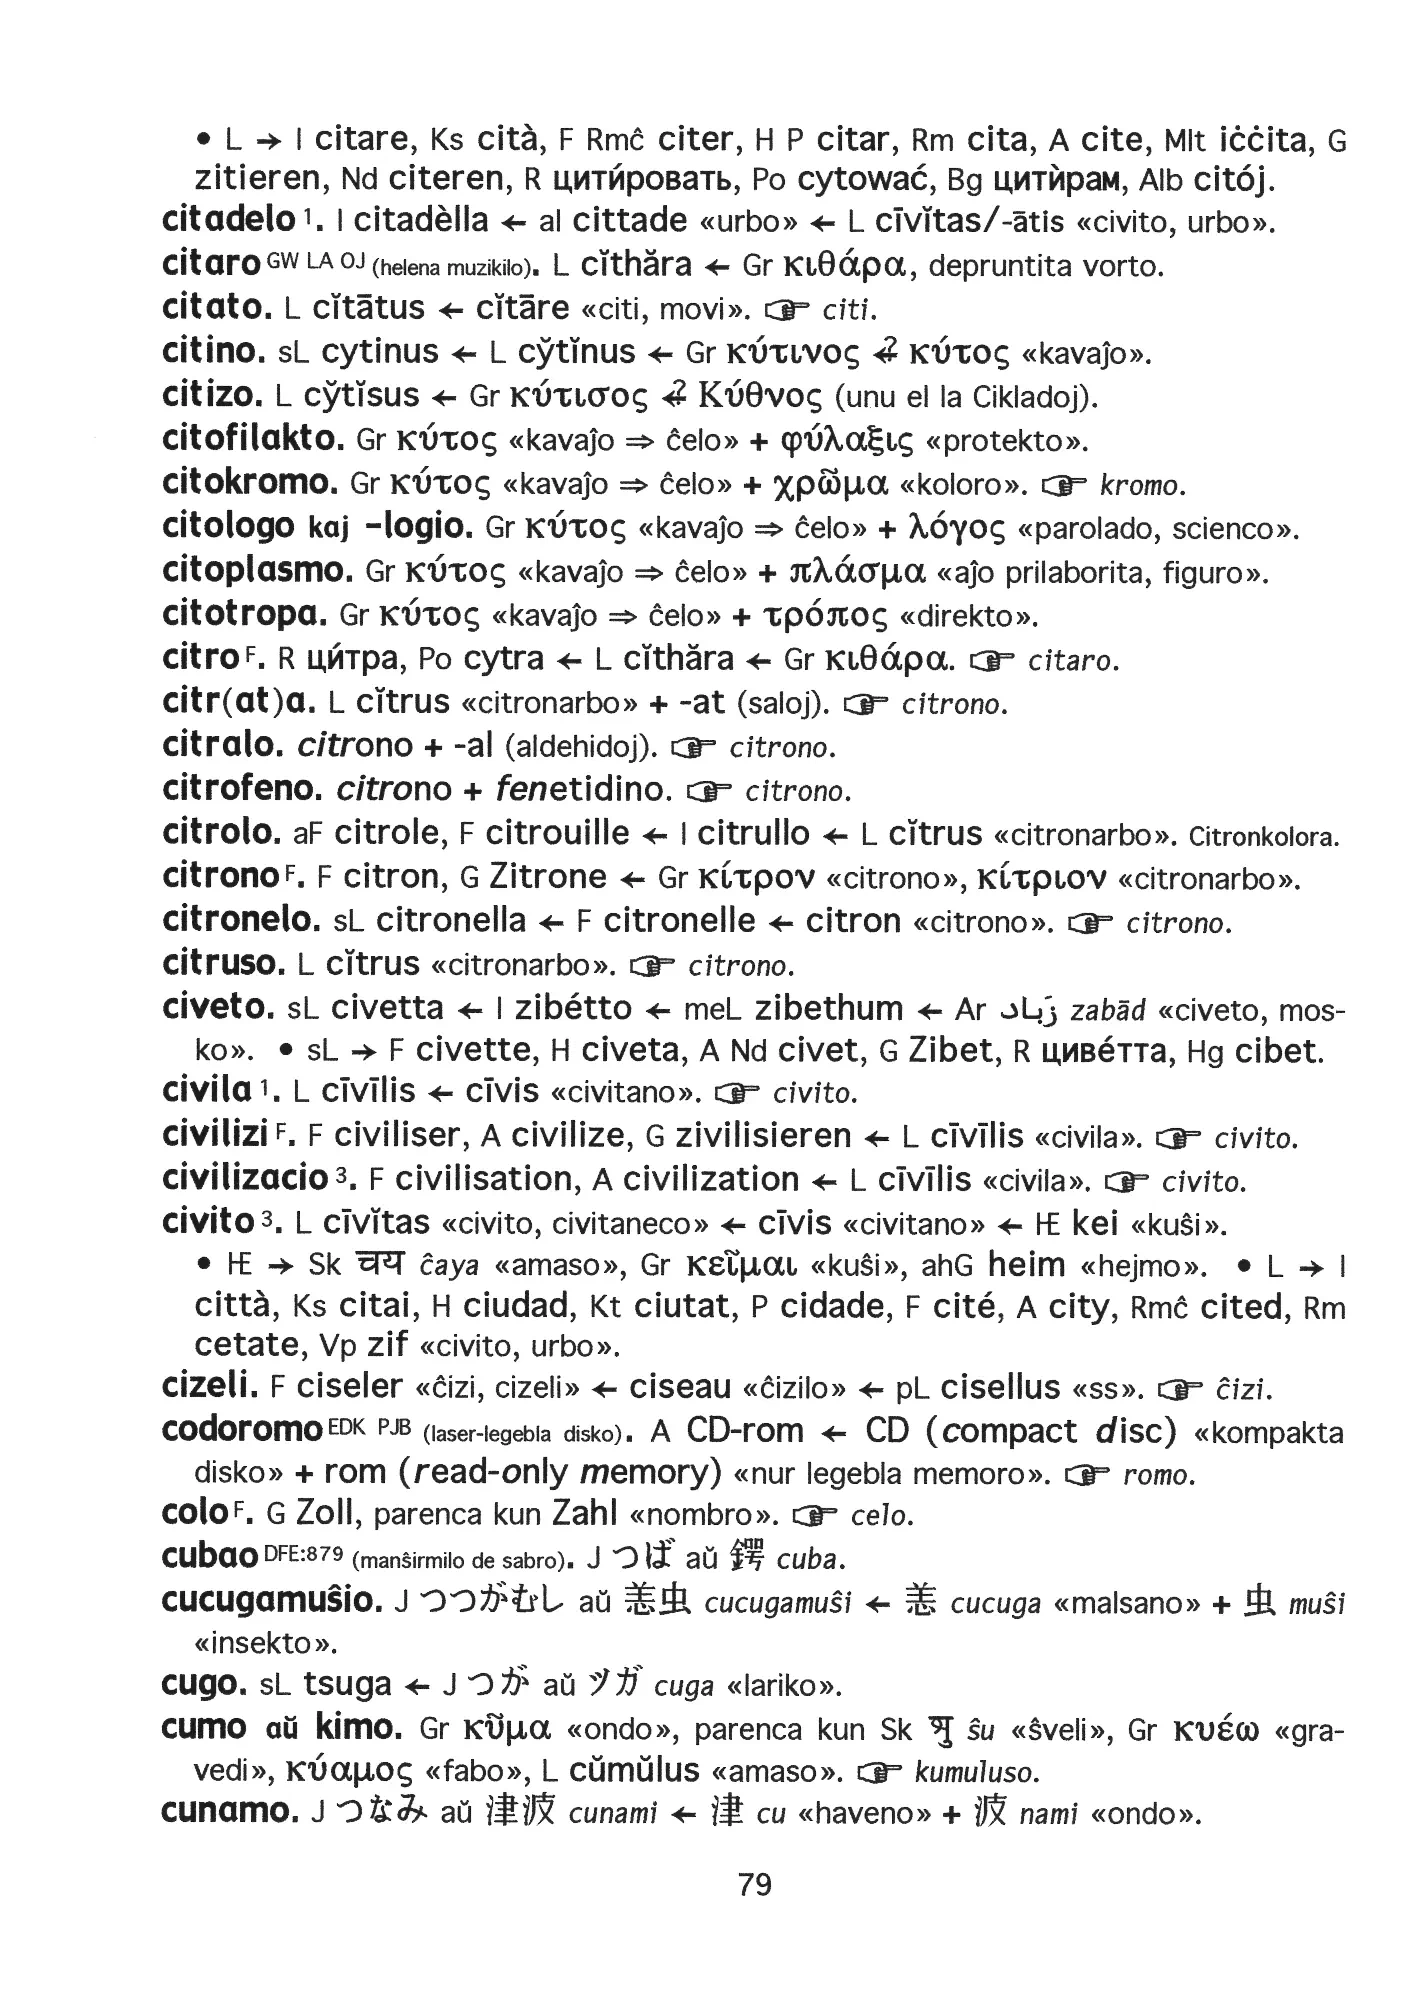 • L → I citare, Ks cità, F Rmĉ citer, H P citar, Rm cita, A cite, Mlt iċċita, G
zitieren, Nd citeren, R цити́ровать, Po cytować, Bg цитѝрам, Alb citój.
citadelo 1. I citadèlla ← al cittade «urbo» ← L cīvĭtas/-ātis «civito, urbo».
citaro GW LA OJ (helena muzikilo). L cĭthăra ← Gr κιθάρα, depruntita vorto.
citato. L cĭtātus ← cĭtāre «citi, movi». ☞ citi.
citino. sL cytinus ← L cy̆tĭnus ← Gr κύτινος ←? κύτος «kavaĵo».
citizo. L cy̆tĭsus ← Gr κύτισος ←? Κύθνος (unu el la Cikladoj).
citofilakto. Gr κύτος «kavaĵo ⇒ ĉelo» + φύλαξις «protekto».
citokromo. Gr κύτος «kavaĵo ⇒ ĉelo» + χρῶμα «koloro». ☞ kromo.
citologo kaj -logio. Gr κύτος «kavaĵo ⇒ ĉelo» + λόγος «parolado, scienco».
citoplasmo. Gr κύτος «kavaĵo ⇒ ĉelo» + πλάσμα «aĵo prilaborita, figuro».
citotropa. Gr κύτος «kavaĵo ⇒ ĉelo» + τρόπος «direkto».
citro F. R ци́тра, Po cytra ← L cĭthăra ← Gr κιθάρα. ☞ citaro.
citr(at)a. L cĭtrus «citronarbo» + -at (saloj). ☞ citrono.
citralo. citrono + -al (aldehidoj). ☞ citrono.
citrofeno. citrono + fenetidino. ☞ citrono.
citrolo. aF citrole, F citrouille ← I citrullo ← L cĭtrus «citronarbo». Citronkolora.
citrono F. F citron, G Zitrone ← Gr κίτρον «citrono», κίτριον «citronarbo».
citronelo. sL citronella ← F citronelle ← citron «citrono». ☞ citrono.
citruso. L cĭtrus «citronarbo». ☞ citrono.
civeto. sL civetta ← I zibétto ← meL zibethum ← Ar زَباد zabād «civeto, mos-
ko». • sL → F civette, H civeta, A Nd civet, G Zibet, R циве́тта, Hg cibet.
civila 1. L cīvīlis ← cīvis «civitano». ☞ civito.
civilizi F. F civiliser, A civilize, G zivilisieren ← L cīvīlis «civila». ☞ civito.
civilizacio 3. F civilisation, A civilization ← L cīvīlis «civila». ☞ civito.
civito 3. L cīvĭtas «civito, civitaneco» ← cīvis «civitano» ← IE kei «kuŝi».
• IE → Sk चय ĉaya «amaso», Gr κεῖμαι «kuŝi», ahG heim «hejmo». • L → I
città, Ks citai, H ciudad, Kt ciutat, P cidade, F cité, A city, Rmĉ cited, Rm
cetate, Vp zif «civito, urbo».
cizeli. F ciseler «ĉizi, cizeli» ← ciseau «ĉizilo» ← pL cisellus «ss». ☞ ĉizi.
codoromo EDK PJB (laser-legebla disko). A CD-rom ← CD (compact disc) «kompakta
disko» + rom (read-only memory) «nur legebla memoro». ☞ romo.
colo F. G Zoll, parenca kun Zahl «nombro». ☞ celo.
cubao DFE:879 (manŝirmilo de sabro). J つば aŭ 鍔 cuba.
cucugamuŝio. J つつがむし aŭ 恙虫 cucugamuŝi ← 恙 cucuga «malsano» + 虫 muŝi
«insekto».
cugo. sL tsuga ← J つが aŭ ツガ cuga «lariko».
cumo aŭ kimo. Gr κῦμα «ondo», parenca kun Sk शू ŝu «ŝveli», Gr κυέω «gra-
vedi», κύαμος «fabo», L cŭmŭlus «amaso». ☞ kumuluso.
cunamo. J つなみ aŭ 津波 cunami ← 津 cu «haveno» + 波 nami «ondo».
79